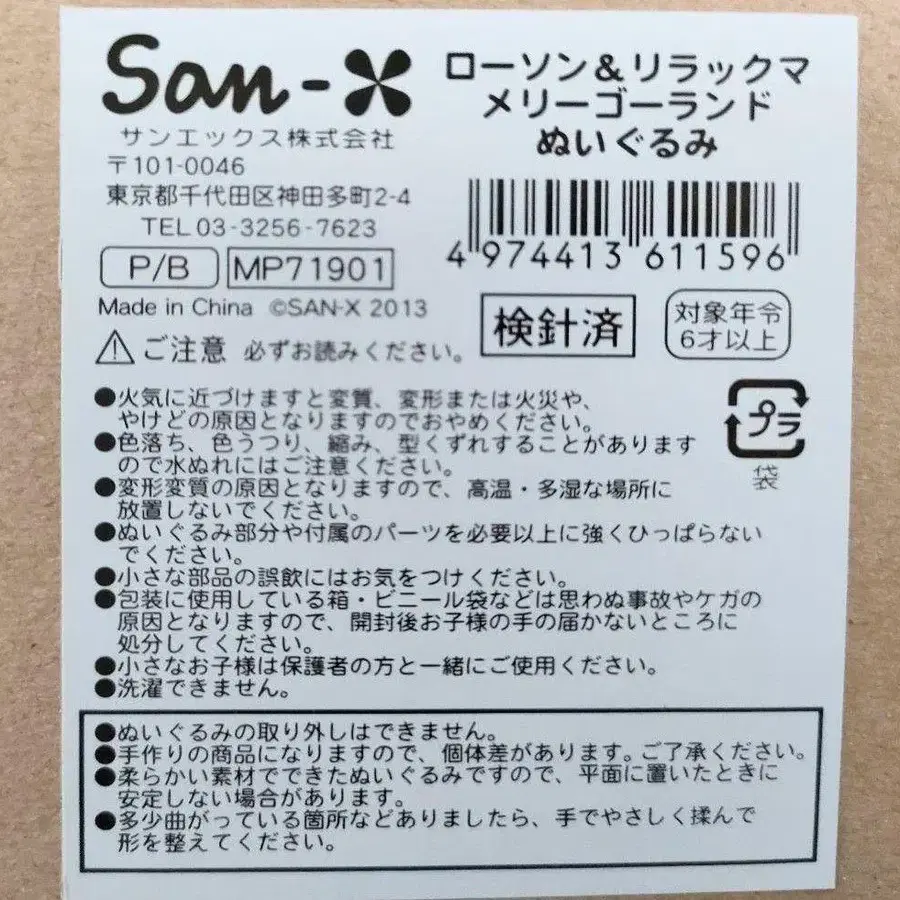 San-X
サンエックス株式会社
〒101-0046
東京都千代田区神田多町2-4
TEL 03-3256-7623
P/B MP71901
Made in China ©SAN-X 2013
ローソン&リラックマ
メリーゴーランド
ぬいぐるみ
4 974413 611596
検針済
対象年令
6才以上
⚠ご注意 必ずお読みください。
●火気に近づけますと変質、変形または火災や、
やけどの原因となりますのでおやめください。
●色落ち、色うつり、縮み、型くずれすることがあります
ので水ぬれにはご注意ください。
●変形変質の原因となりますので、高温・多湿な場所に
放置しないでください。
●ぬいぐるみ部分や付属のパーツを必要以上に強くひっぱらない
でください。
●小さな部品の誤飲にはお気をつけください。
●包装に使用している箱・ビニール袋などは思わぬ事故やケガの
原因となりますので、開封後お子様の手の届かないところに
処分してください。
●小さなお子様は保護者の方と一緒にご使用ください。
●洗濯できません。
プラ
袋
●ぬいぐるみの取り外しはできません。
●手作りの商品になりますので、個体差があります。ご了承ください。
●柔らかい素材でできたぬいぐるみですので、平面に置いたときに
安定しない場合があります。
●多少曲がっている箇所などありましたら、手でやさしく揉んで
形を整えてください。